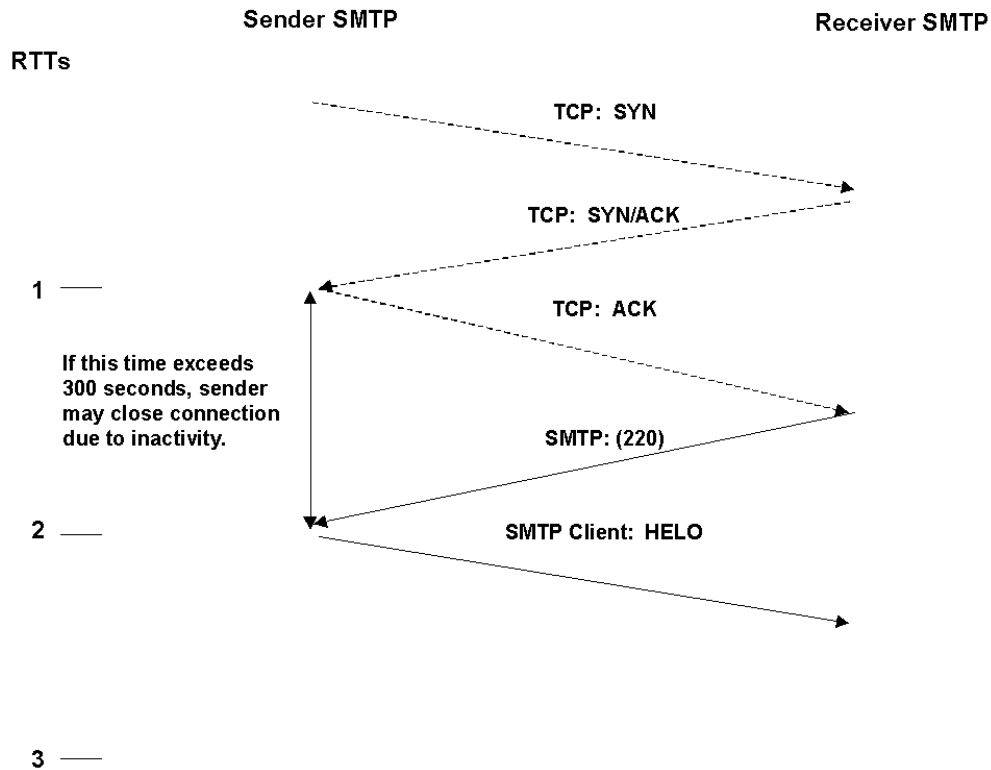 Sender SMTP
Receiver SMTP
RTTs
TCP:  SYN
TCP:  SYN/ACK
1
TCP:  ACK
If this time exceeds
300 seconds, sender
may close connection
due to inactivity.
SMTP: (220)
2
SMTP Client:  HELO
3